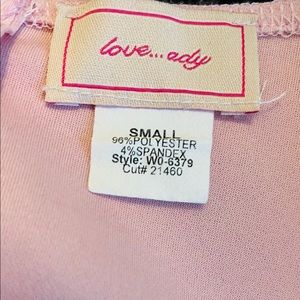 love...ady
SMALL
96%POLYESTER
4%SPANDEX
Style: W0-6379
Cut# 21460